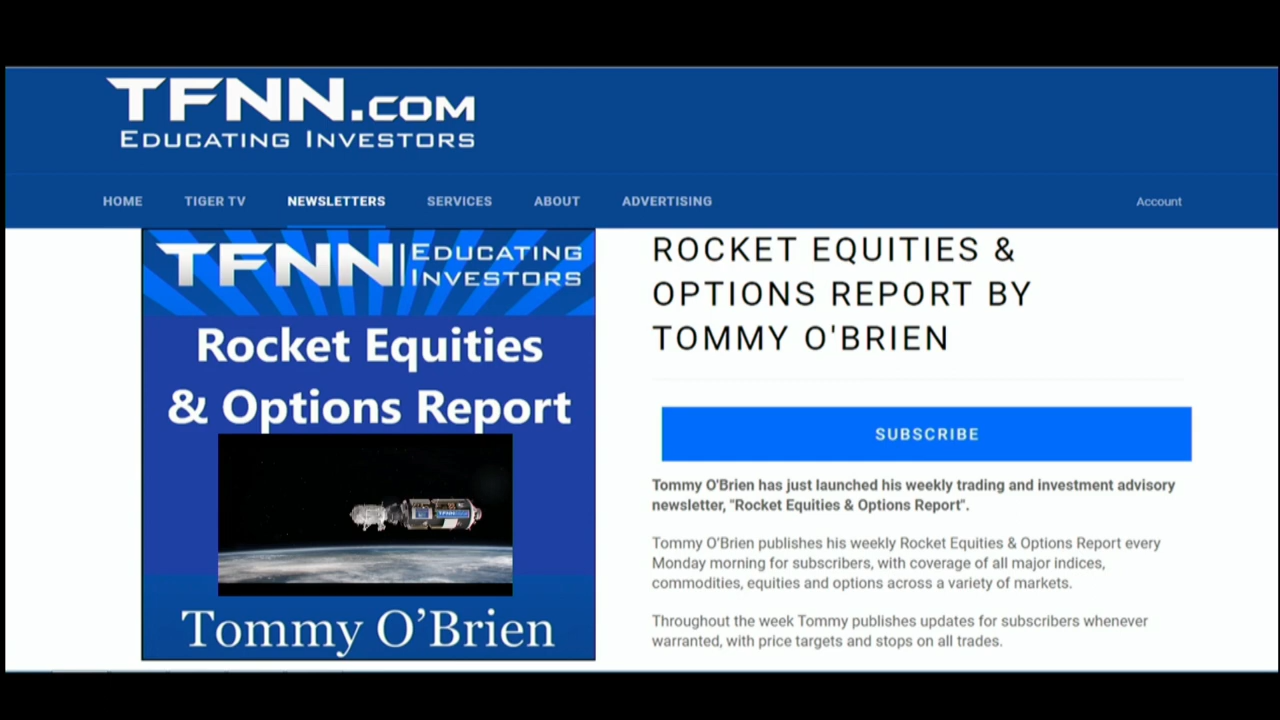 TFNN.COM
EDUCATING INVESTORS
HOME TIGER TV NEWSLETTERS SERVICES ABOUT ADVERTISING Account
TFNN EDUCATING
INVESTORS
Rocket Equities
& Options Report
Tommy O’Brien
ROCKET EQUITIES &
OPTIONS REPORT BY
TOMMY O'BRIEN
SUBSCRIBE
Tommy O'Brien has just launched his weekly trading and investment advisory
newsletter, "Rocket Equities & Options Report".
Tommy O'Brien publishes his weekly Rocket Equities & Options Report every
Monday morning for subscribers, with coverage of all major indices,
commodities, equities and options across a variety of markets.
Throughout the week Tommy publishes updates for subscribers whenever
warranted, with price targets and stops on all trades.